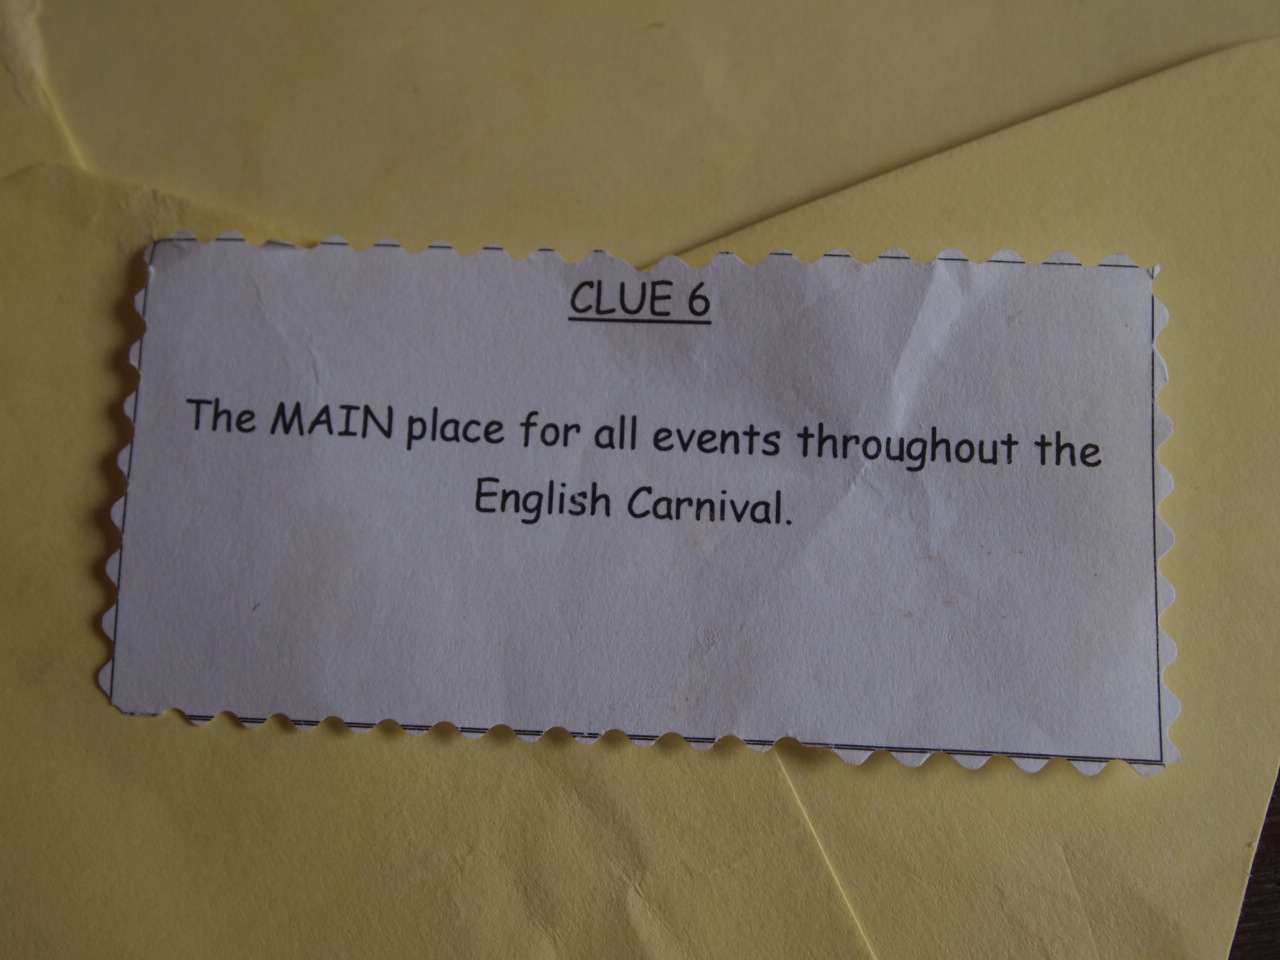 CLUE 6
The MAIN place for all events throughout the
English Carnival.